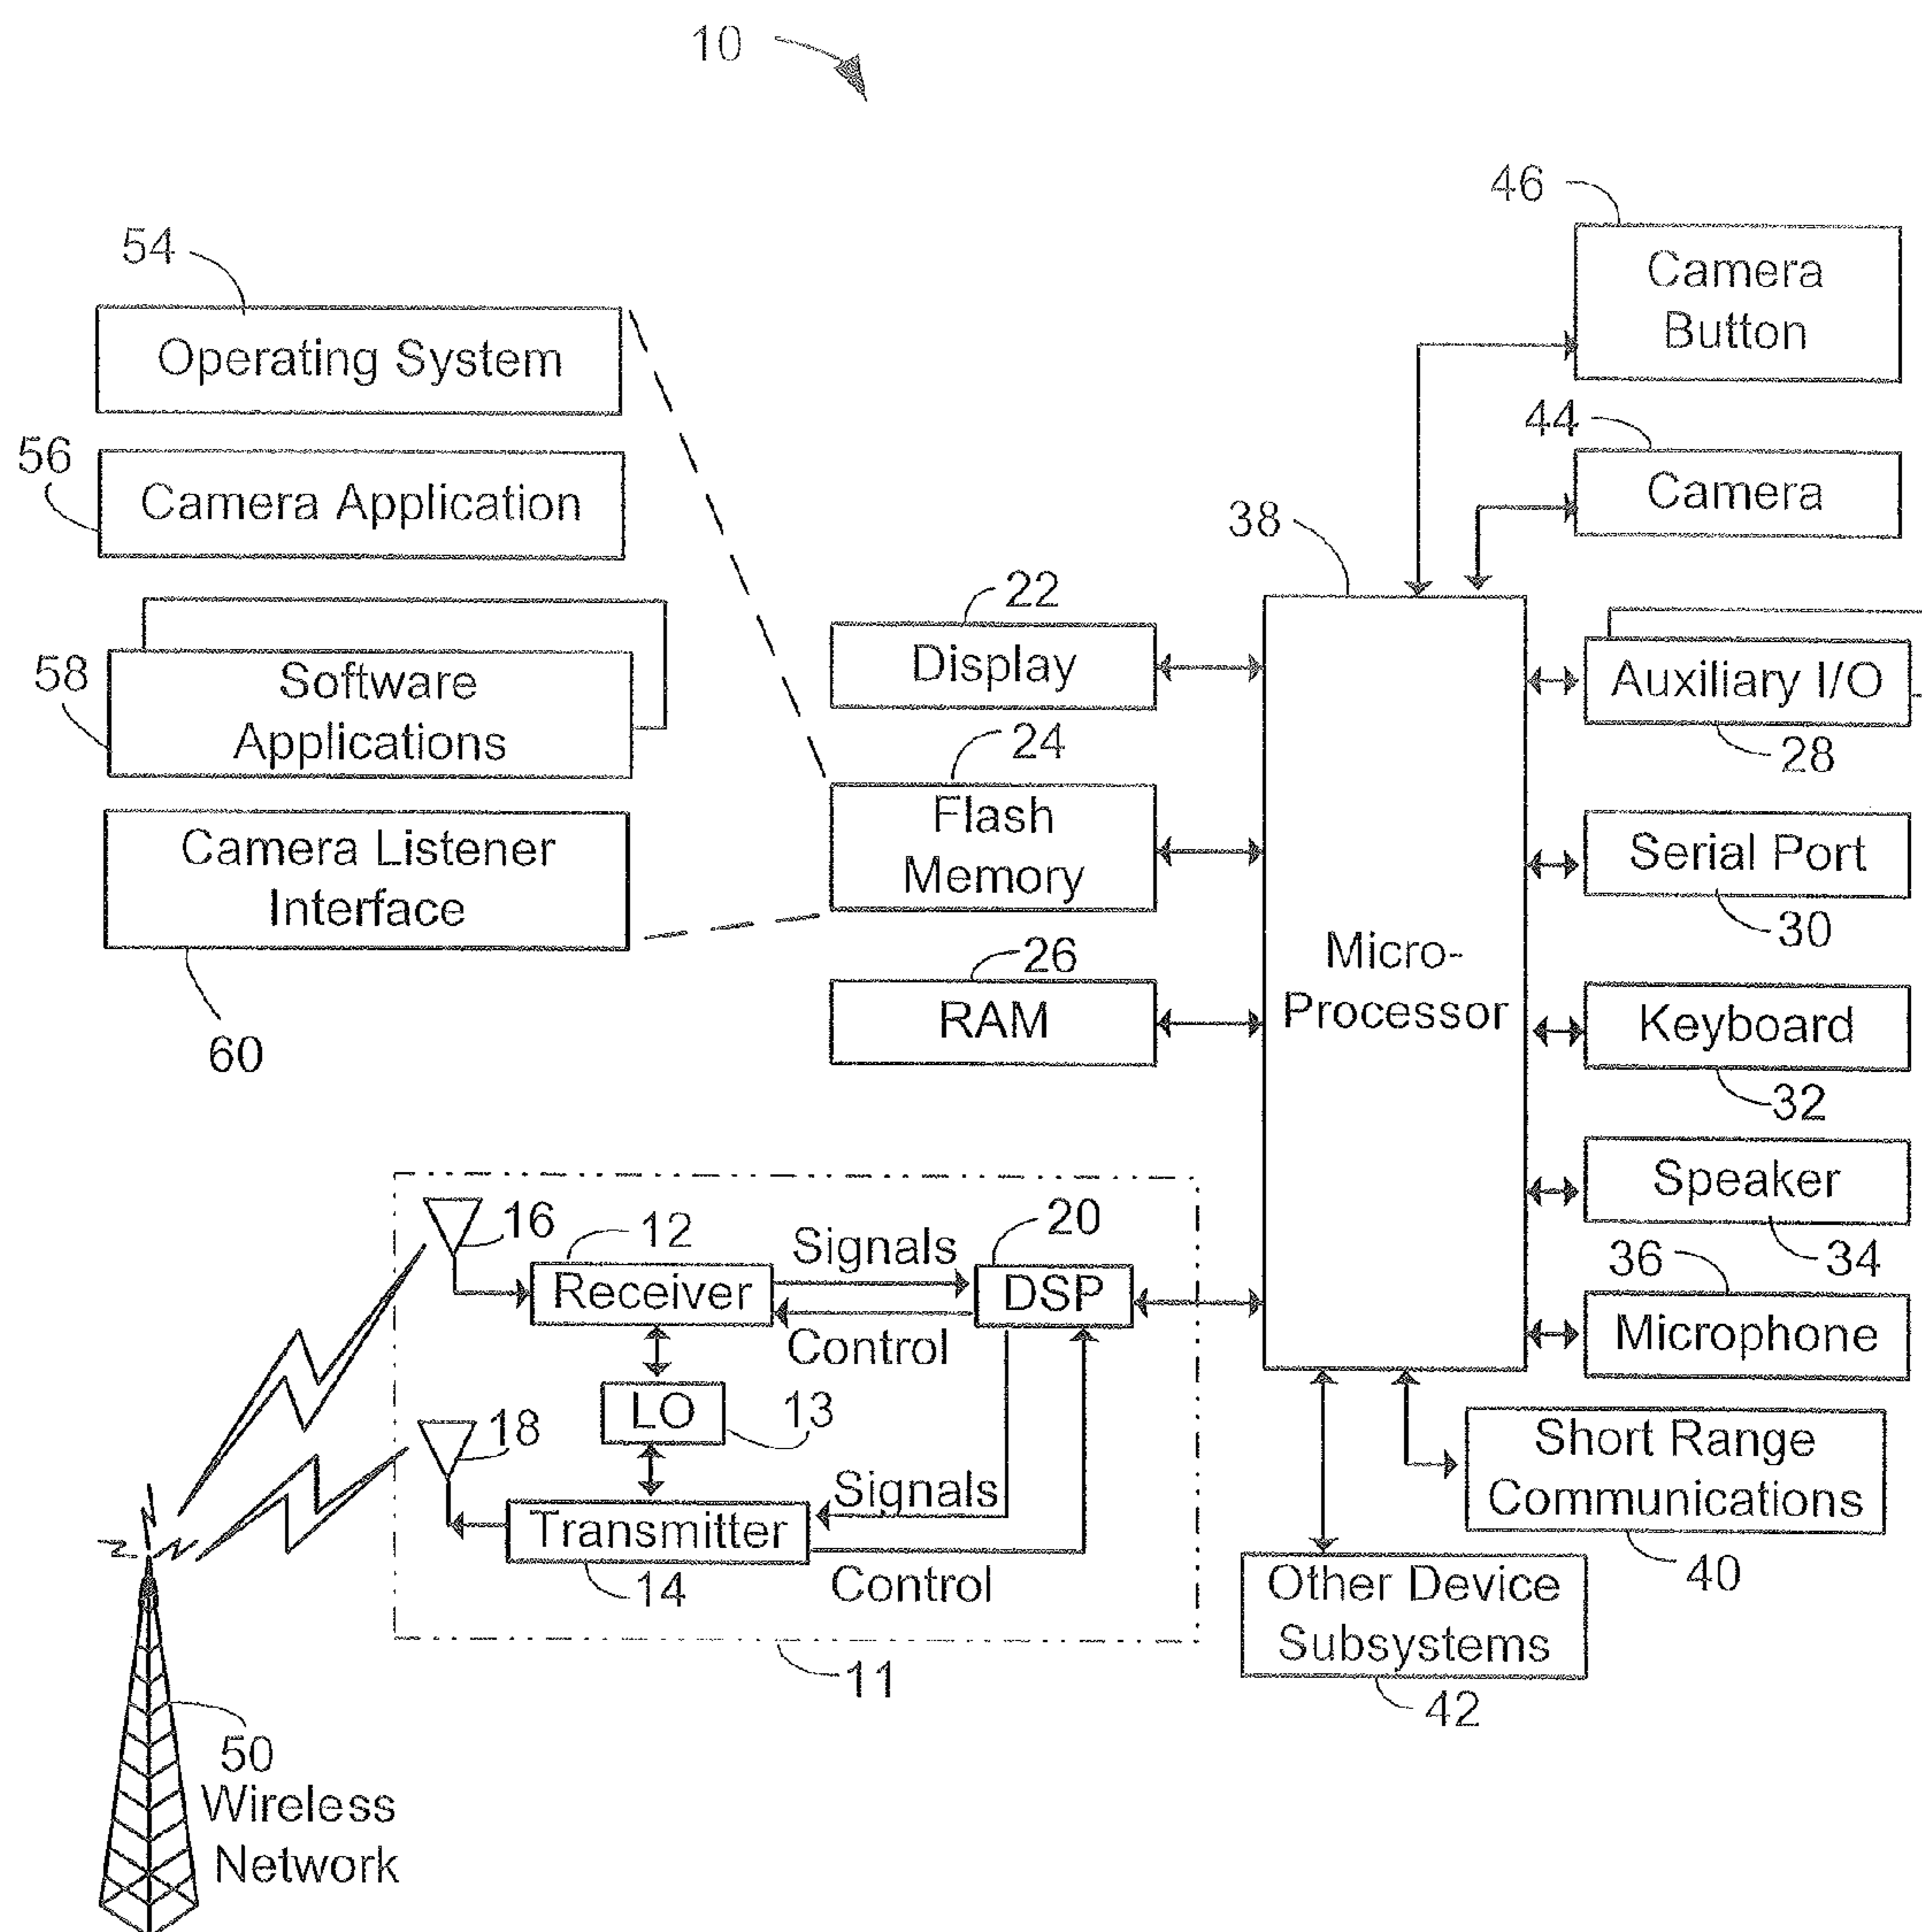 10
46
Camera
Button
54
Operating System
44
Camera
56
Camera Application
38
22
Display
58
Software
Applications
Auxiliary I/O
28
24
Flash
Memory
Camera Listener
Interface
60
Serial Port
30
26
RAM
Micro-
Processor
Keyboard
32
Speaker
34
36
Microphone
16
12
Receiver
Signals
20
DSP
Control
LO
13
18
Signals
Transmitter
14
Control
11
Short Range
Communications
40
Other Device
Subsystems
42
50
Wireless
Network